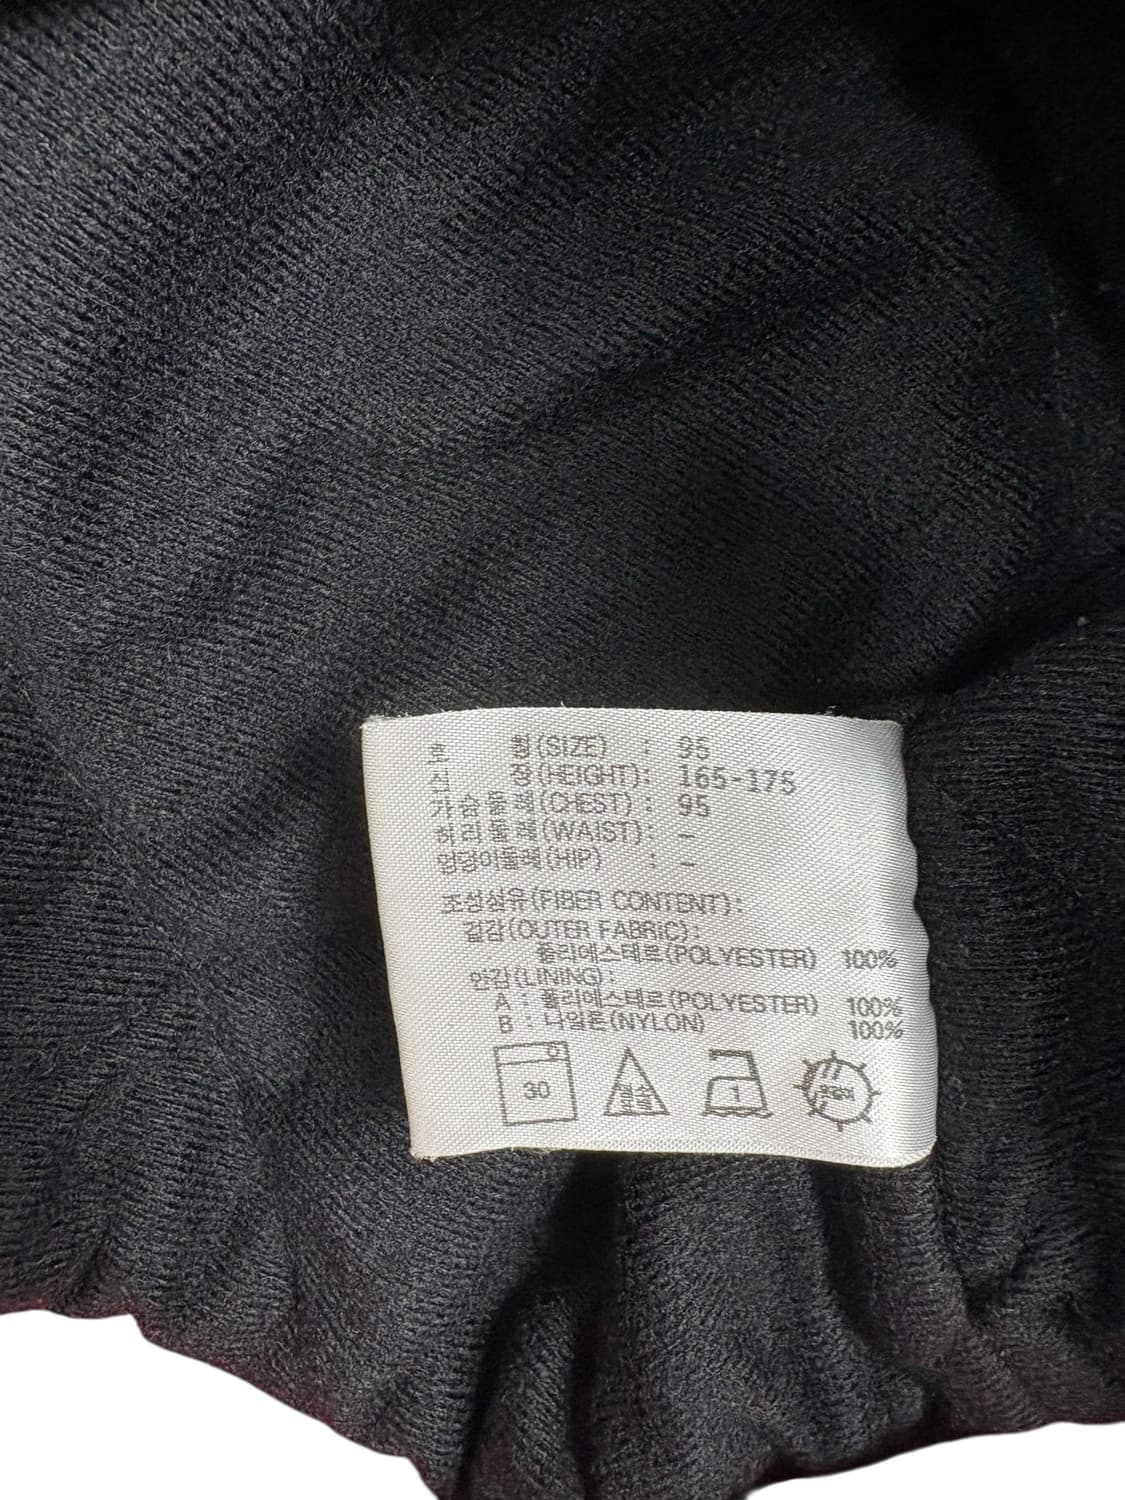 호 칭(SIZE) : 95
신 장(HEIGHT): 165-175
가슴둘레(CHEST) : 95
허리둘레(WAIST): -
엉덩이둘레(HIP) : -
조성섬유(FIBER CONTENT):
겉감(OUTER FABRIC):
폴리에스테르(POLYESTER) 100%
안감(LINING):
A : 폴리에스테르(POLYESTER) 100%
B : 나일론(NYLON) 100%
30 1